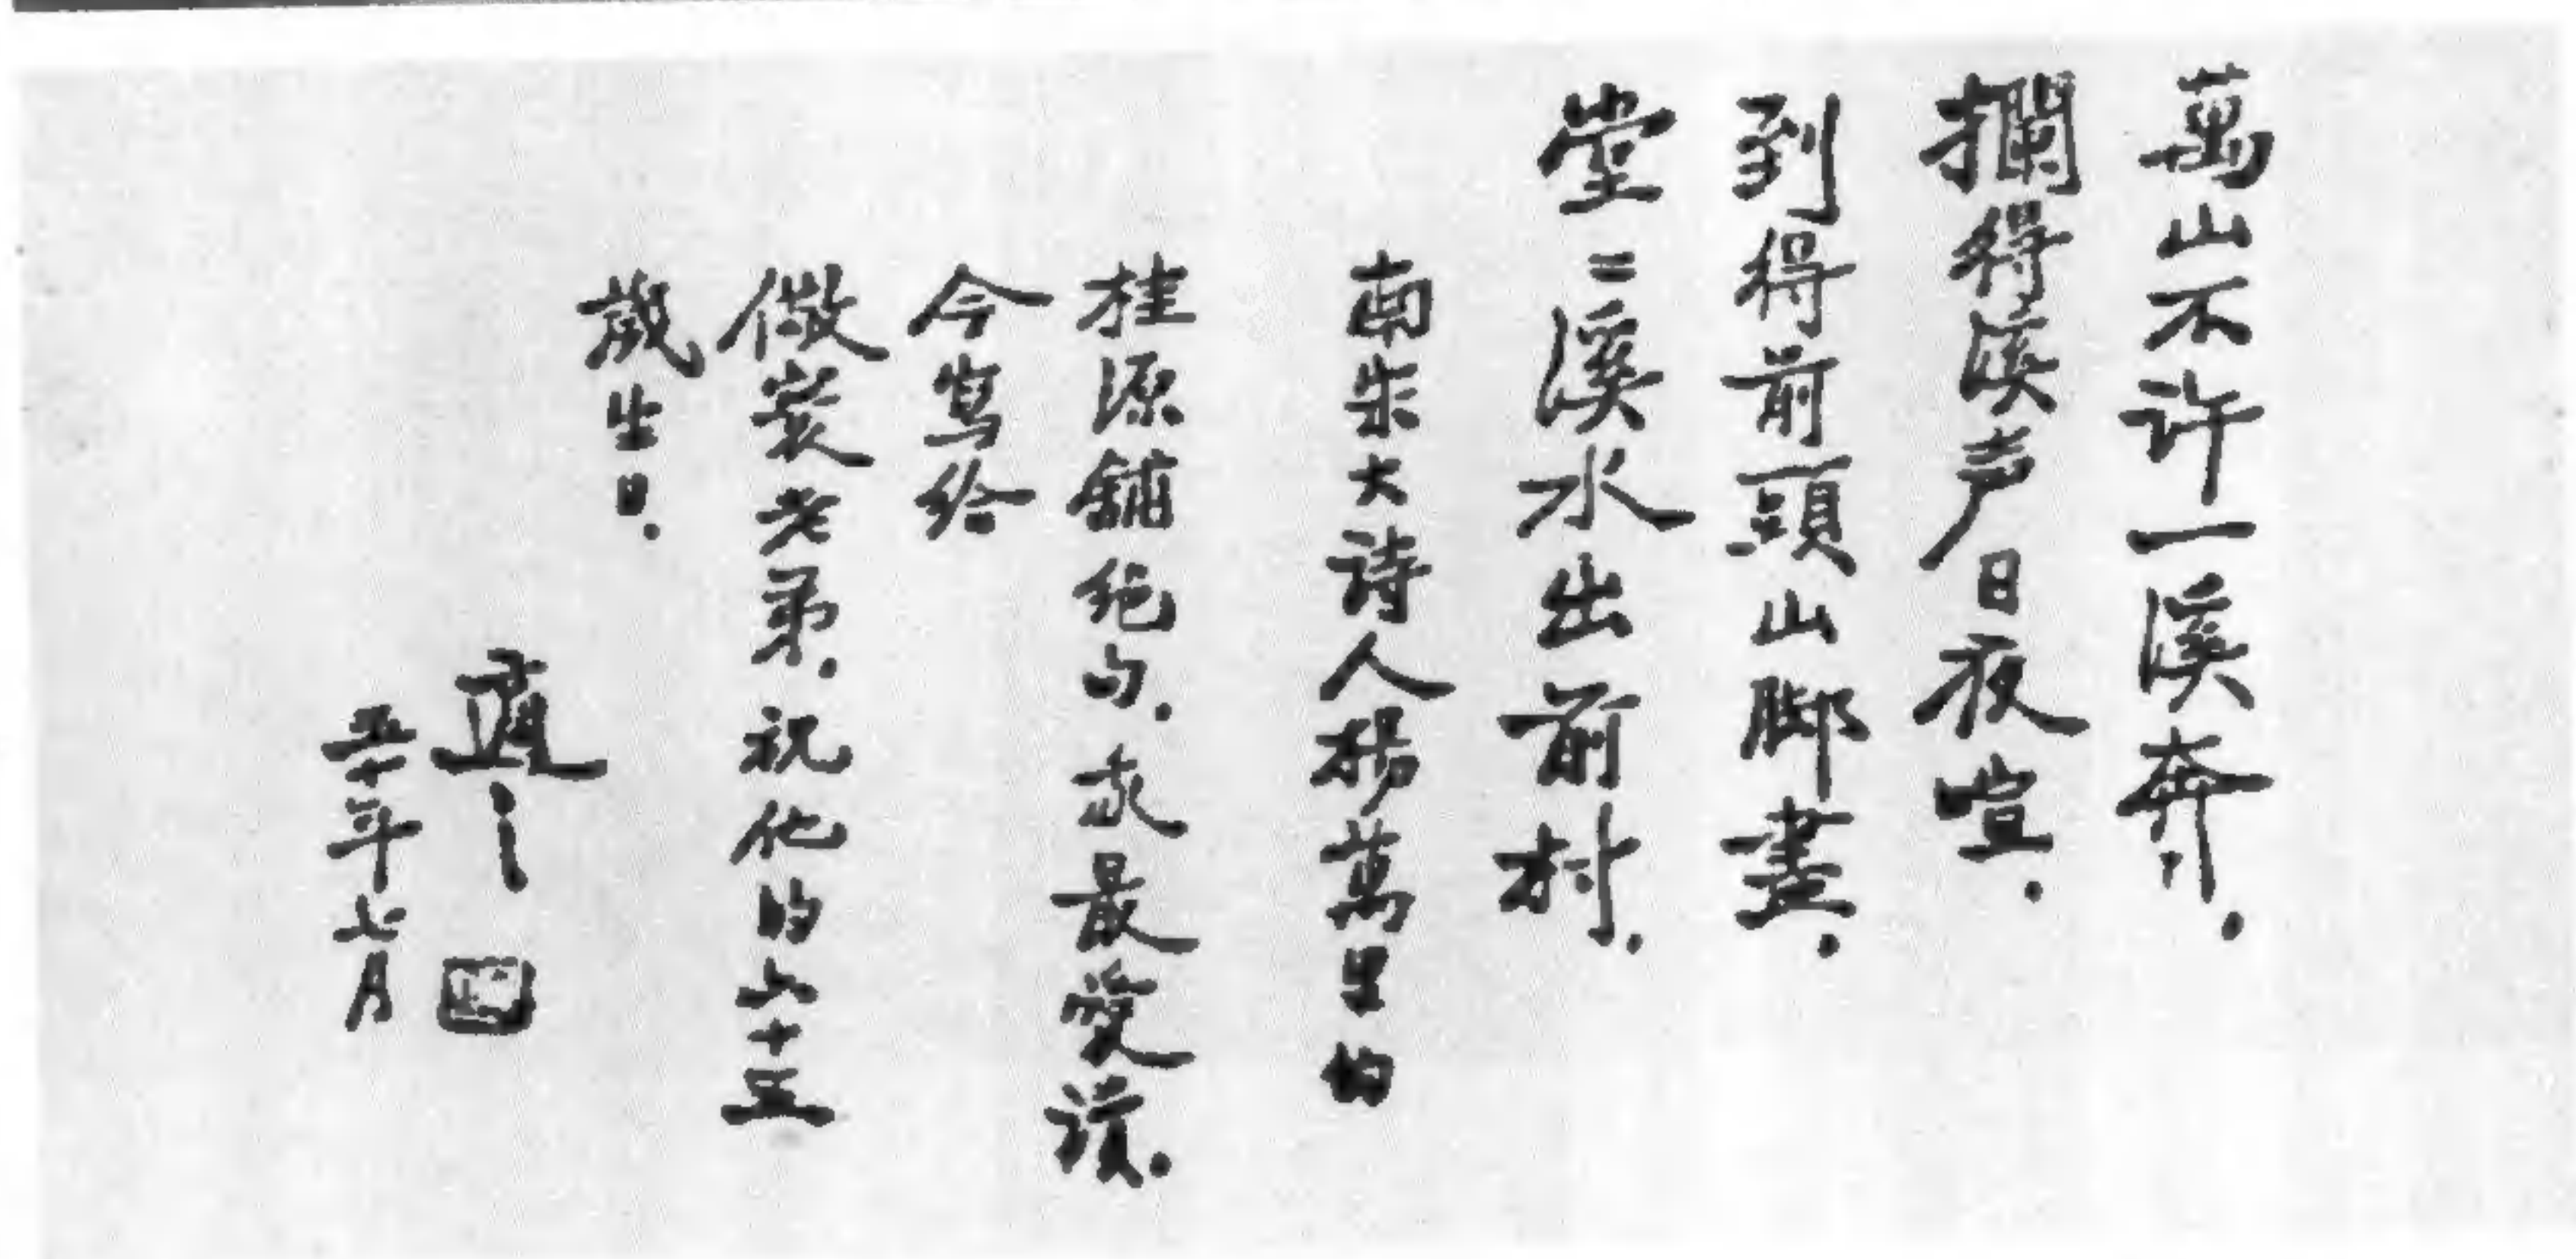 萬山不许一溪奔.
攔得溪声日夜喧.
到得前頭山脚盡.
堂〻溪水出前村.
南宋大詩人楊萬里的
桂源鋪绝句.我最愛讀.
今寫给
儆寰老弟.祝他的六十五
歲生日.
適之
五十年七月